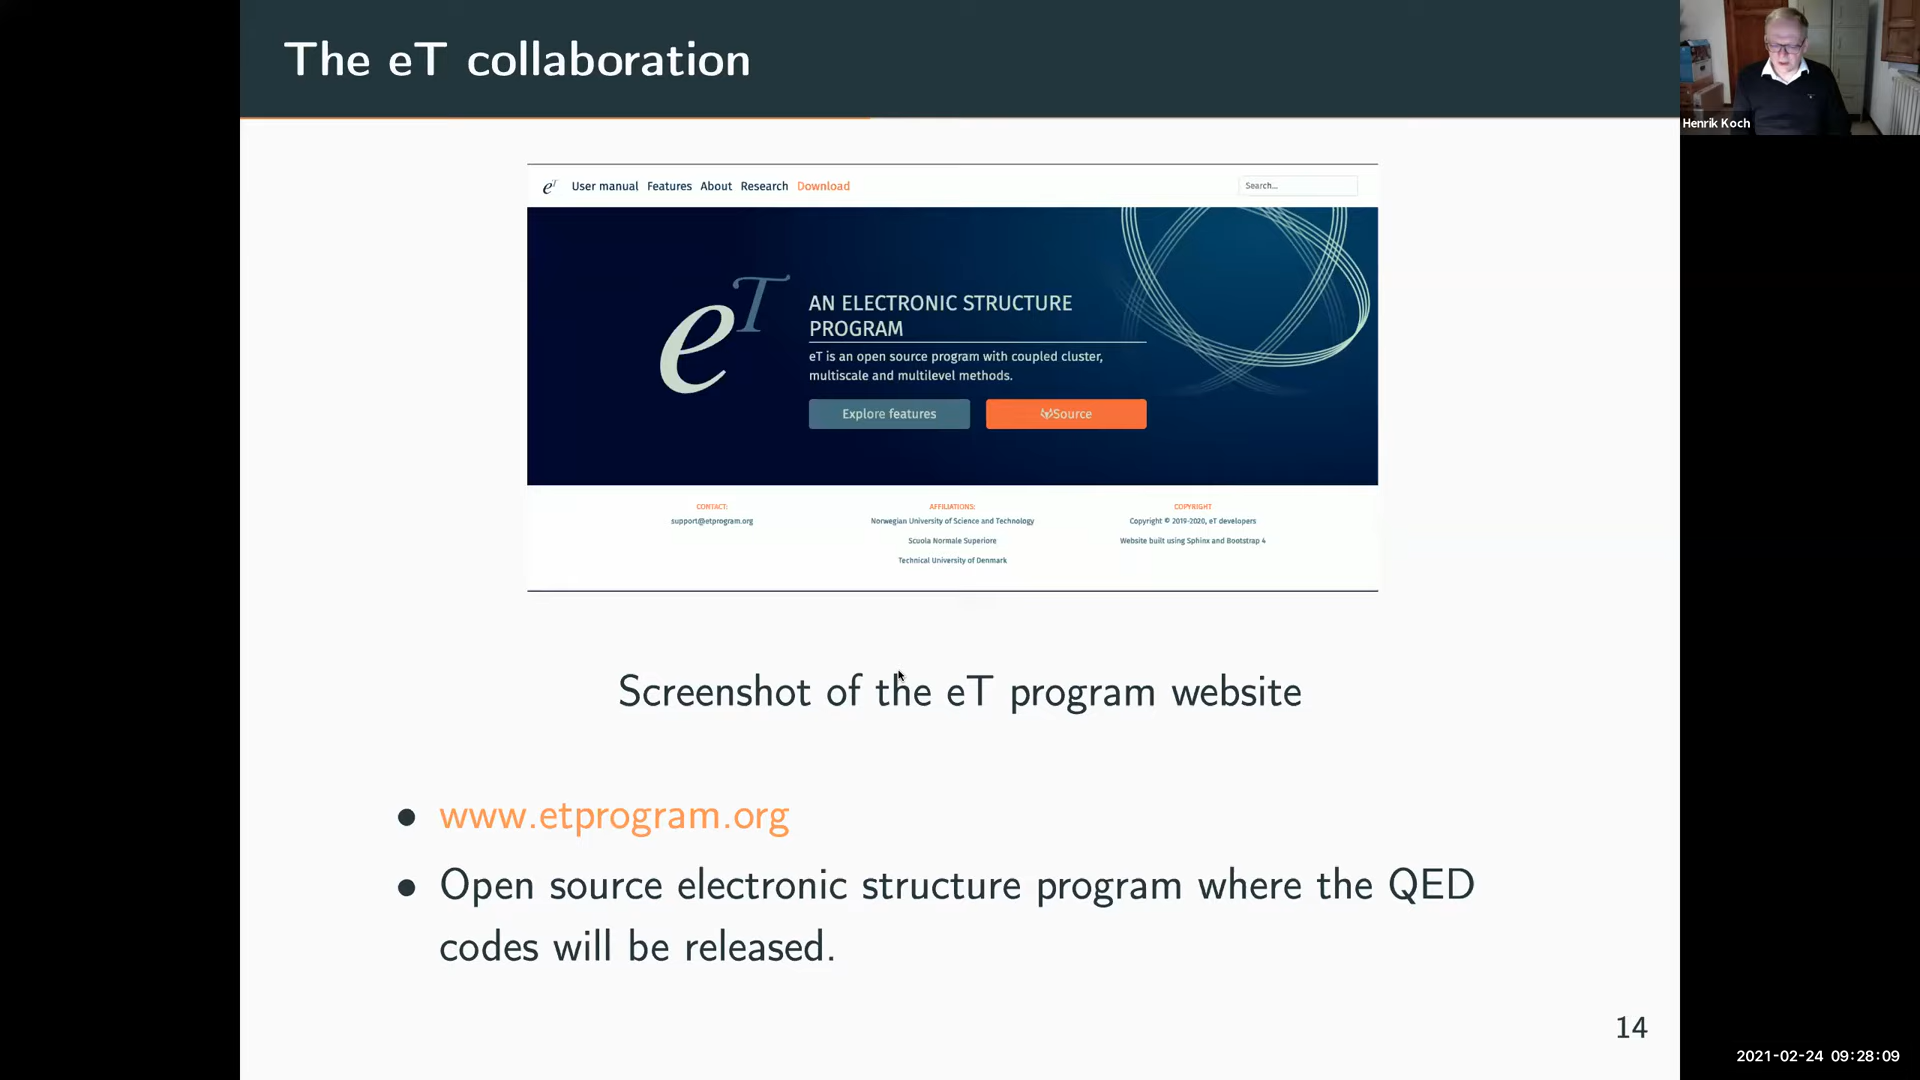 The eT collaboration
Henrik Koch
eT User manual Features About Research Download
Search...
eT
AN ELECTRONIC STRUCTURE
PROGRAM
eT is an open source program with coupled cluster,
multiscale and multilevel methods.
Explore features
Source
CONTACT:
support@etprogram.org
AFFILIATIONS:
Norwegian University of Science and Technology
Scuola Normale Superiore
Technical University of Denmark
COPYRIGHT
Copyright © 2019-2020, eT developers
Website built using Sphinx and Bootstrap 4
Screenshot of the eT program website
• www.etprogram.org
• Open source electronic structure program where the QED
codes will be released.
14
2021-02-24 09:28:09